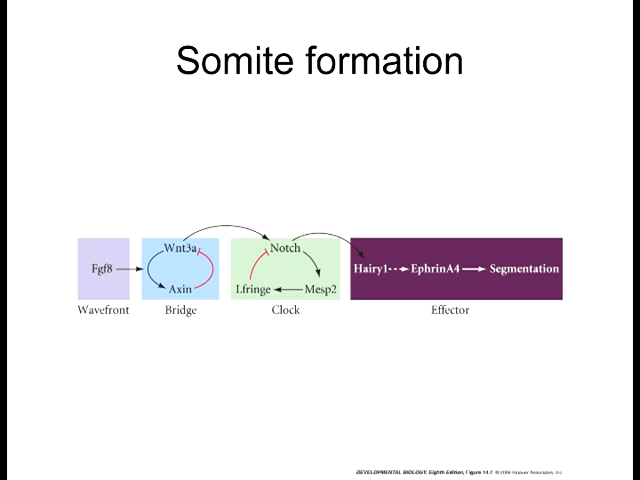 Somite formation
Fgf8
Wnt3a
Axin
Notch
Lfringe
Mesp2
Hairy1
EphrinA4
Segmentation
Wavefront
Bridge
Clock
Effector
DEVELOPMENTAL BIOLOGY, Eighth Edition, Figure 14.7 © 2006 Sinauer Associates, Inc.